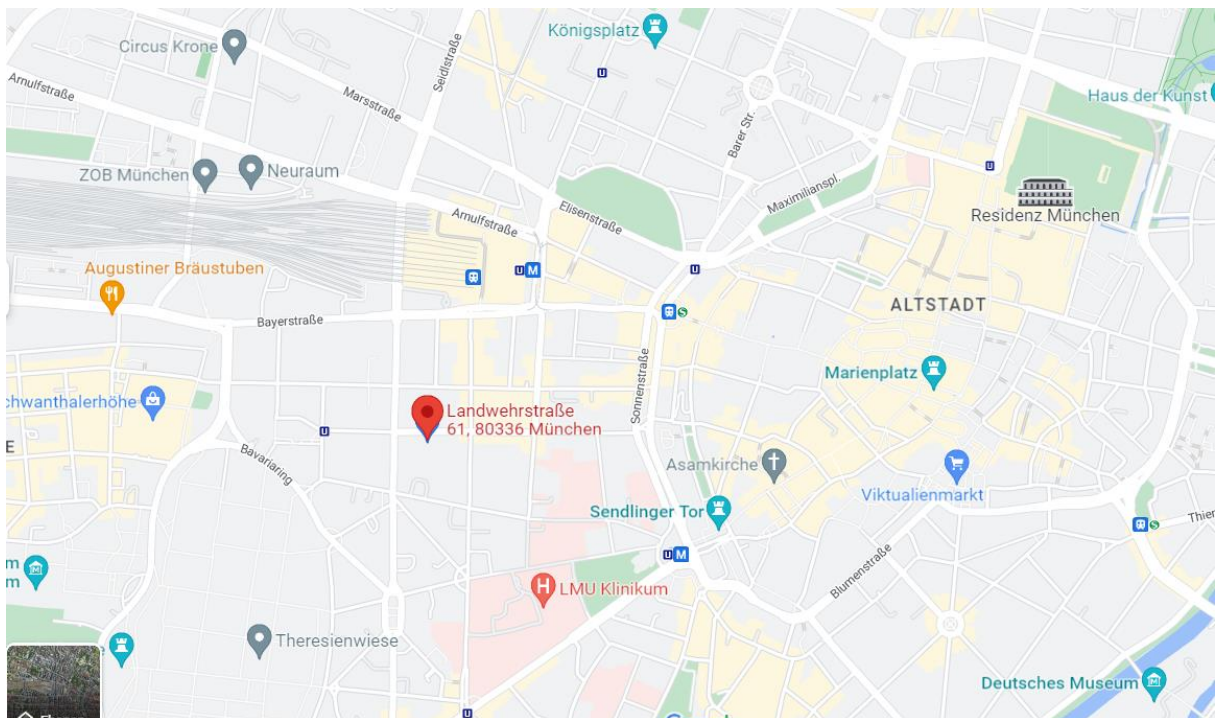 Königsplatz
Circus Krone
Seidlstraße
Arnulfstraße
Marsstraße
U
Haus der Kunst
Barer Str.
ZOB München
Neuraum
U
Maximilianspl.
Elisenstraße
Arnulfstraße
Residenz München
Augustiner Bräustuben
U M
U
ALTSTADT
Bayerstraße
S
Marienplatz
Sonnenstraße
chwanthalerhöhe
Landwehrstraße
61, 80336 München
U
E
Bavariaring
Asamkirche
Viktualienmarkt
Sendlinger Tor
S
Thier
U M
m
m
H
LMU Klinikum
Blumenstraße
Theresienwiese
e
Deutsches Museum
U